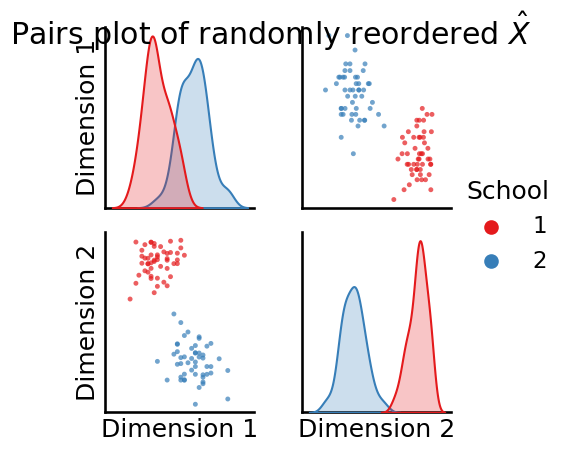 Pairs plot of randomly reordered X̂
Dimension 1
School
1
2
Dimension 2
Dimension 1
Dimension 2